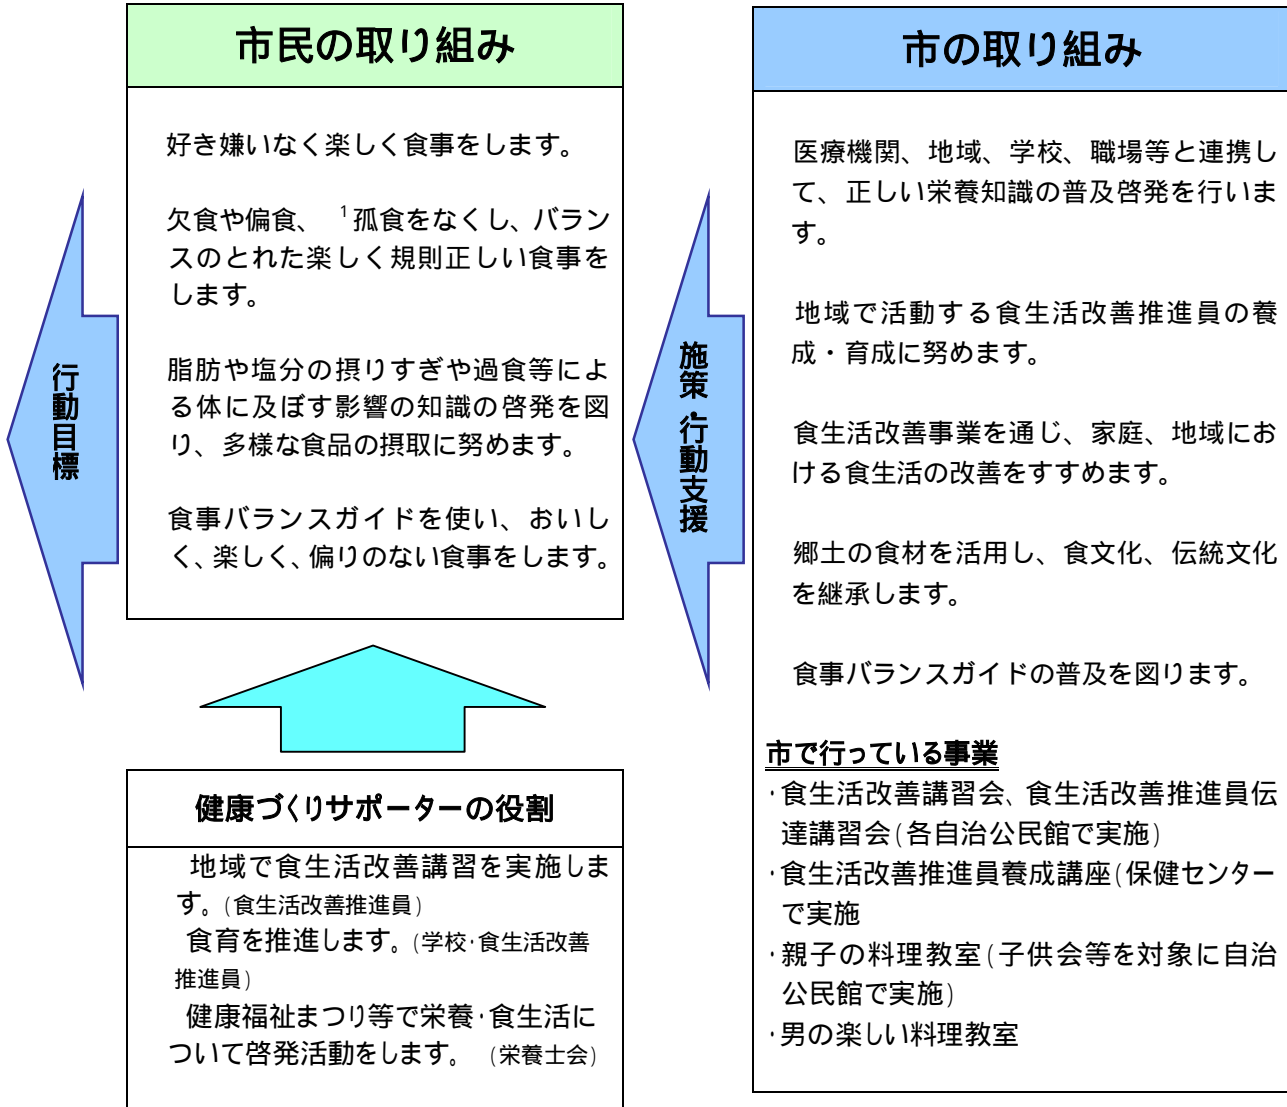 市民の取り組み
好き嫌いなく楽しく食事をします。
欠食や偏食、 1孤食をなくし、バラン
スのとれた楽しく規則正しい食事を
します。
脂肪や塩分の摂りすぎや過食等によ
る体に及ぼす影響の知識の啓発を図
り、多様な食品の摂取に努めます。
食事バランスガイドを使い、おいし
く、楽しく、偏りのない食事をします。
行動目標
健康づくりサポーターの役割
地域で食生活改善講習を実施しま
す。(食生活改善推進員)
食育を推進します。(学校・食生活改善
推進員)
健康福祉まつり等で栄養・食生活に
ついて啓発活動をします。 (栄養士会)
施策・行動支援
市の取り組み
医療機関、地域、学校、職場等と連携し
て、正しい栄養知識の普及啓発を行いま
す。
地域で活動する食生活改善推進員の養
成・育成に努めます。
食生活改善事業を通じ、家庭、地域にお
ける食生活の改善をすすめます。
郷土の食材を活用し、食文化、伝統文化
を継承します。
食事バランスガイドの普及を図ります。
市で行っている事業
・食生活改善講習会、食生活改善推進員伝
達講習会(各自治公民館で実施)
・食生活改善推進員養成講座(保健センター
で実施
・親子の料理教室(子供会等を対象に自治
公民館で実施)
・男の楽しい料理教室